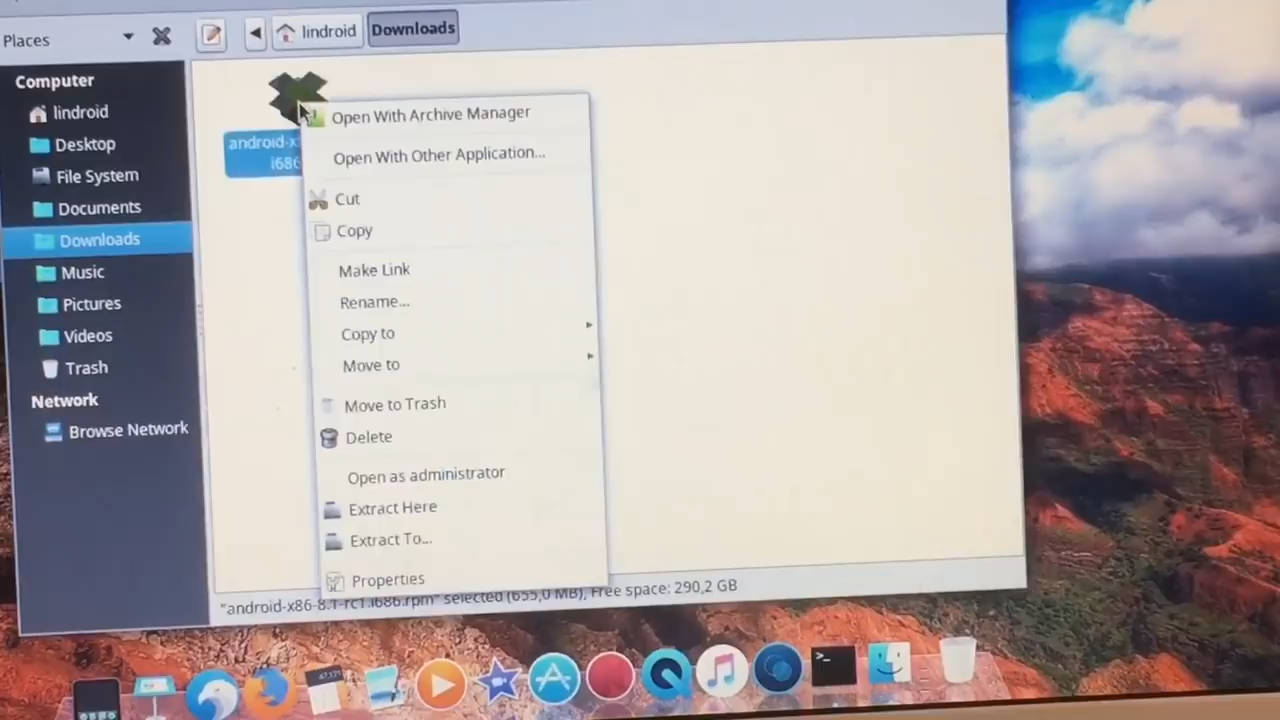 Places
lindroid
Downloads
Computer
lindroid
Desktop
File System
Documents
Downloads
Music
Pictures
Videos
Trash
Network
Browse Network
android-x
i686
Open With Archive Manager
Open With Other Application...
Cut
Copy
Make Link
Rename...
Copy to
Move to
Move to Trash
Delete
Open as administrator
Extract Here
Extract To...
Properties
"android-x86-8.1-rc1.i686.rpm" selected (655,0 MB), Free space: 290,2 GB